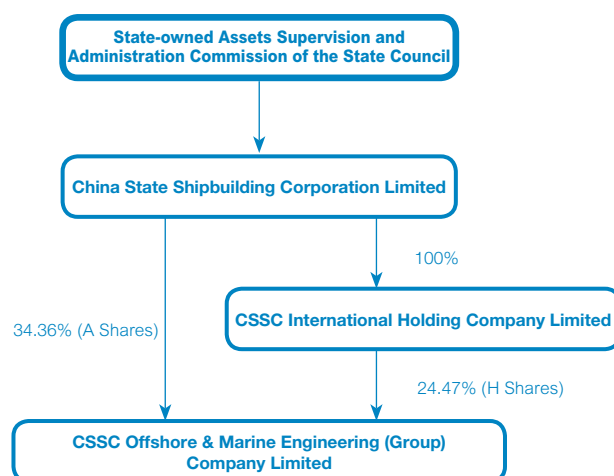 State-owned Assets Supervision and
Administration Commission of the State Council
China State Shipbuilding Corporation Limited
100%
CSSC International Holding Company Limited
34.36% (A Shares)
24.47% (H Shares)
CSSC Offshore & Marine Engineering (Group)
Company Limited